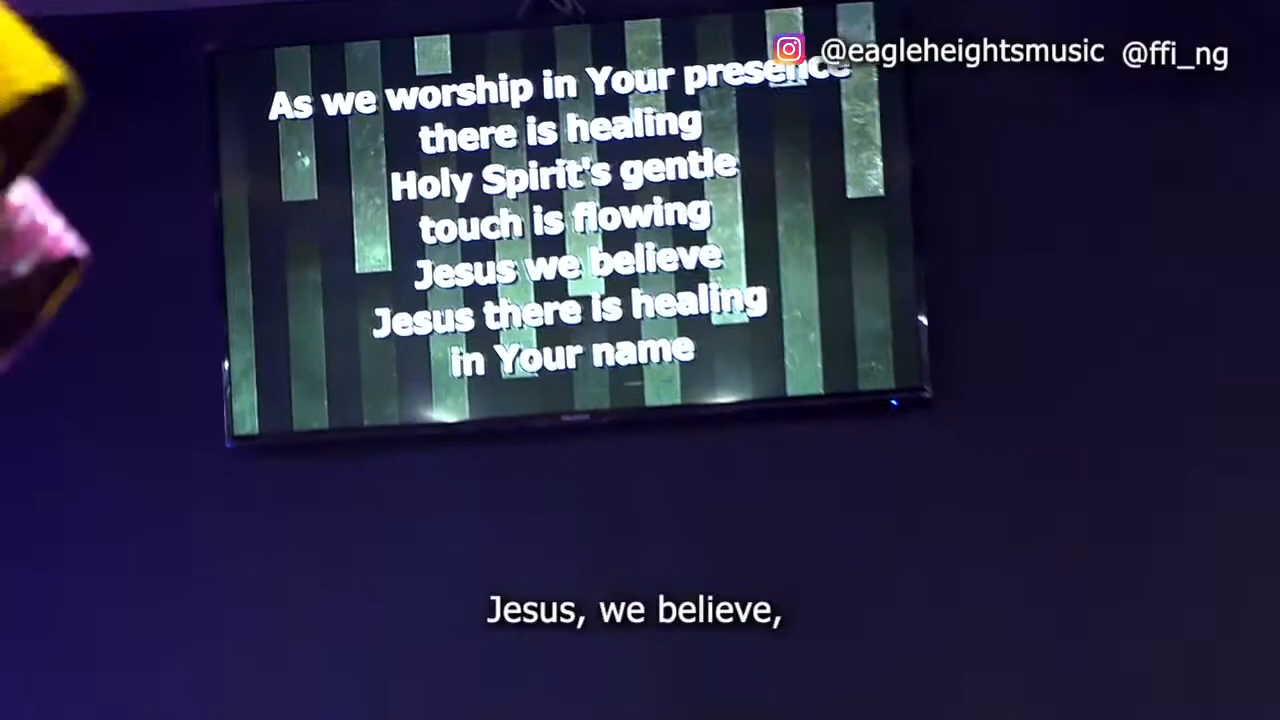 @eagleheightsmusic @ffi_ng
As we worship in Your presence
there is healing
Holy Spirit's gentle
touch is flowing
Jesus we believe
Jesus there is healing
in Your name
Jesus, we believe,